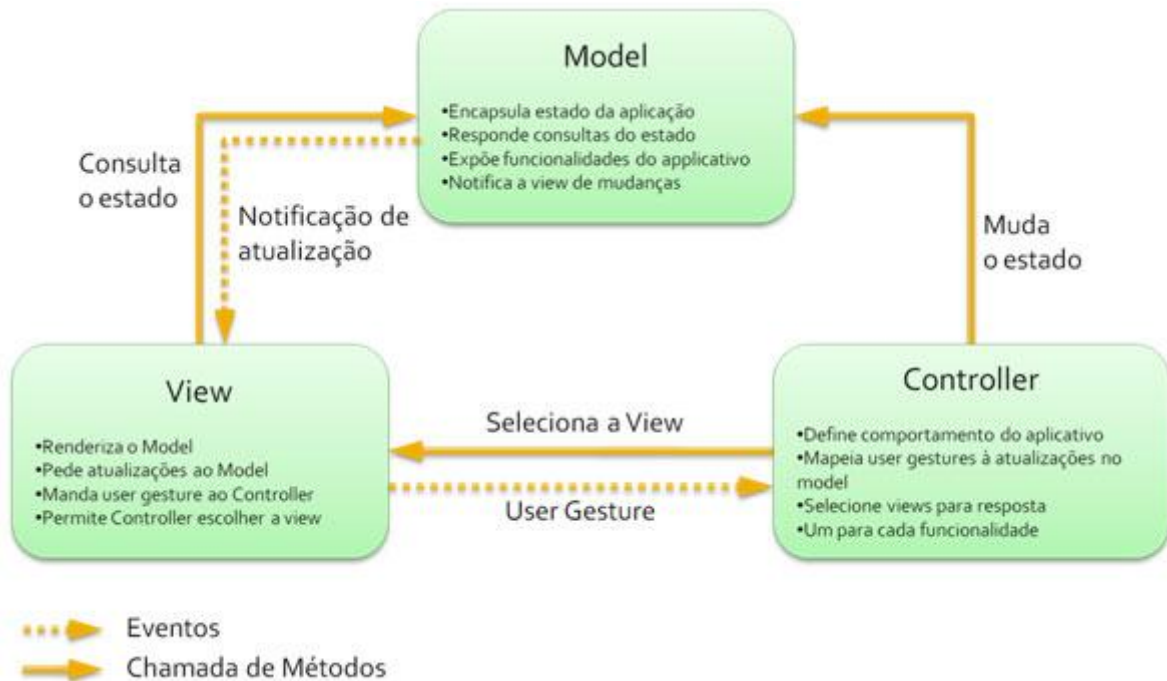 Model
•Encapsula estado da aplicação
•Responde consultas do estado
•Expõe funcionalidades do applicativo
•Notifica a view de mudanças
Consulta
o estado
Notificação de
atualização
Muda
o estado
View
•Renderiza o Model
•Pede atualizações ao Model
•Manda user gesture ao Controller
•Permite Controller escolher a view
Seleciona a View
User Gesture
Controller
•Define comportamento do aplicativo
•Mapeia user gestures à atualizações no
model
•Selecione views para resposta
•Um para cada funcionalidade
Eventos
Chamada de Métodos